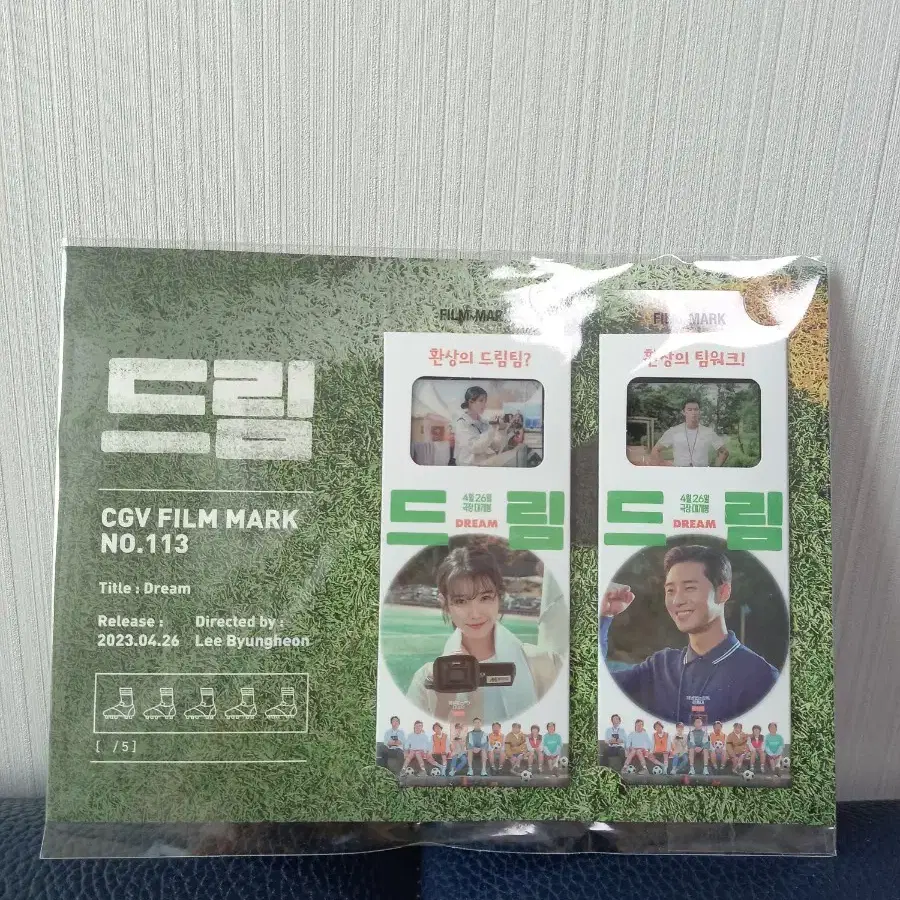 드림
CGV FILM MARK
NO.113
Title : Dream
Release :
2023.04.26
Directed by :
Lee Byungheon
[ /5]
FILM MARK
환상의 드림팀?
드림
4월 26일
극장 대개봉
DREAM
FILM MARK
환상의 팀워크!
드림
4월 26일
극장 대개봉
DREAM